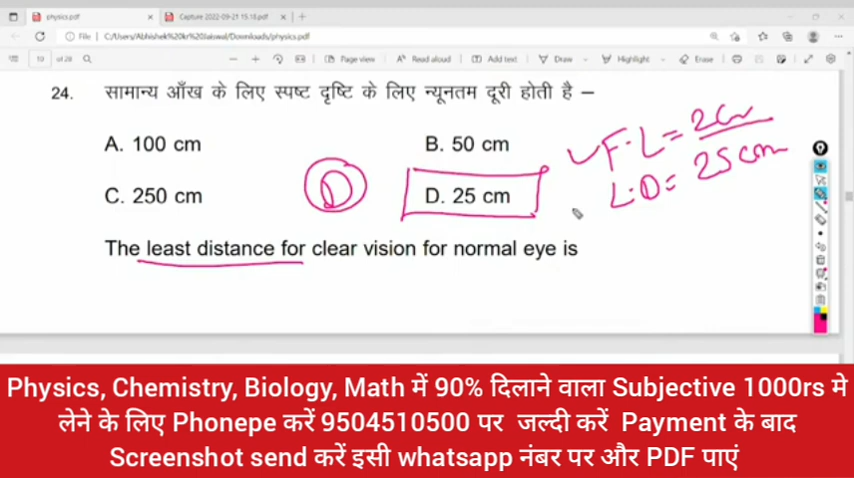 physics.pdf
Capture 2022-09-21 15.18.pdf
File
C:/Users/Abhishek%20kr%20Jaiswal/Downloads/physics.pdf
19 of 28
Page view
Read aloud
Add text
Draw
Highlight
Erase
24. सामान्य आँख के लिए स्पष्ट दृष्टि के लिए न्यूनतम दूरी होती है –
A. 100 cm B. 50 cm
C. 250 cm D. 25 cm
D
F.L = 2 cm
L.D = 25 cm
The least distance for clear vision for normal eye is
Physics, Chemistry, Biology, Math में 90% दिलाने वाला Subjective 1000rs मे
लेने के लिए Phonepe करें 9504510500 पर जल्दी करें Payment के बाद
Screenshot send करें इसी whatsapp नंबर पर और PDF पाएं